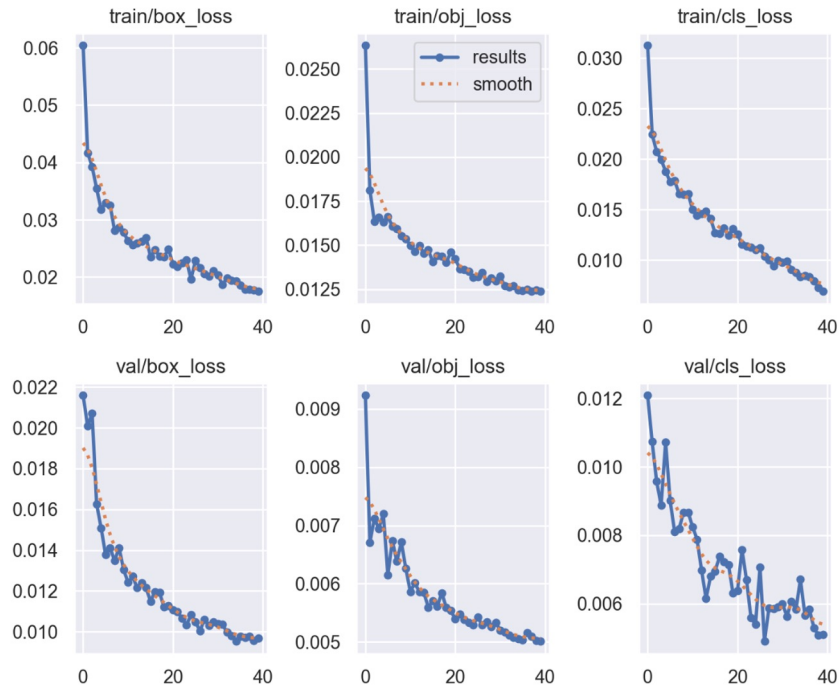 train/box_loss
0.06
0.05
0.04
0.03
0.02
0 20 40
train/obj_loss
results
smooth
0.0250
0.0225
0.0200
0.0175
0.0150
0.0125
0 20 40
train/cls_loss
0.030
0.025
0.020
0.015
0.010
0 20 40
val/box_loss
0.022
0.020
0.018
0.016
0.014
0.012
0.010
0 20 40
val/obj_loss
0.009
0.008
0.007
0.006
0.005
0 20 40
val/cls_loss
0.012
0.010
0.008
0.006
0 20 40